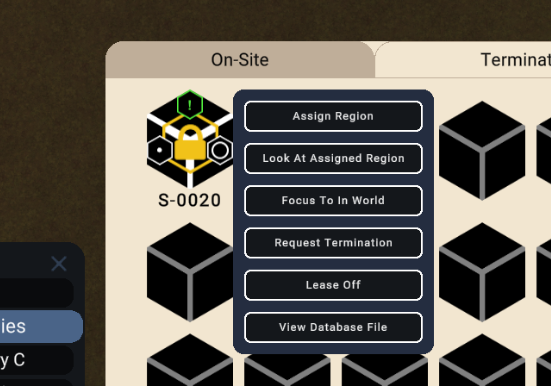 On-Site
Terminat
!
Assign Region
Look At Assigned Region
S-0020
Focus To In World
Request Termination
Lease Off
ies
View Database File
y C